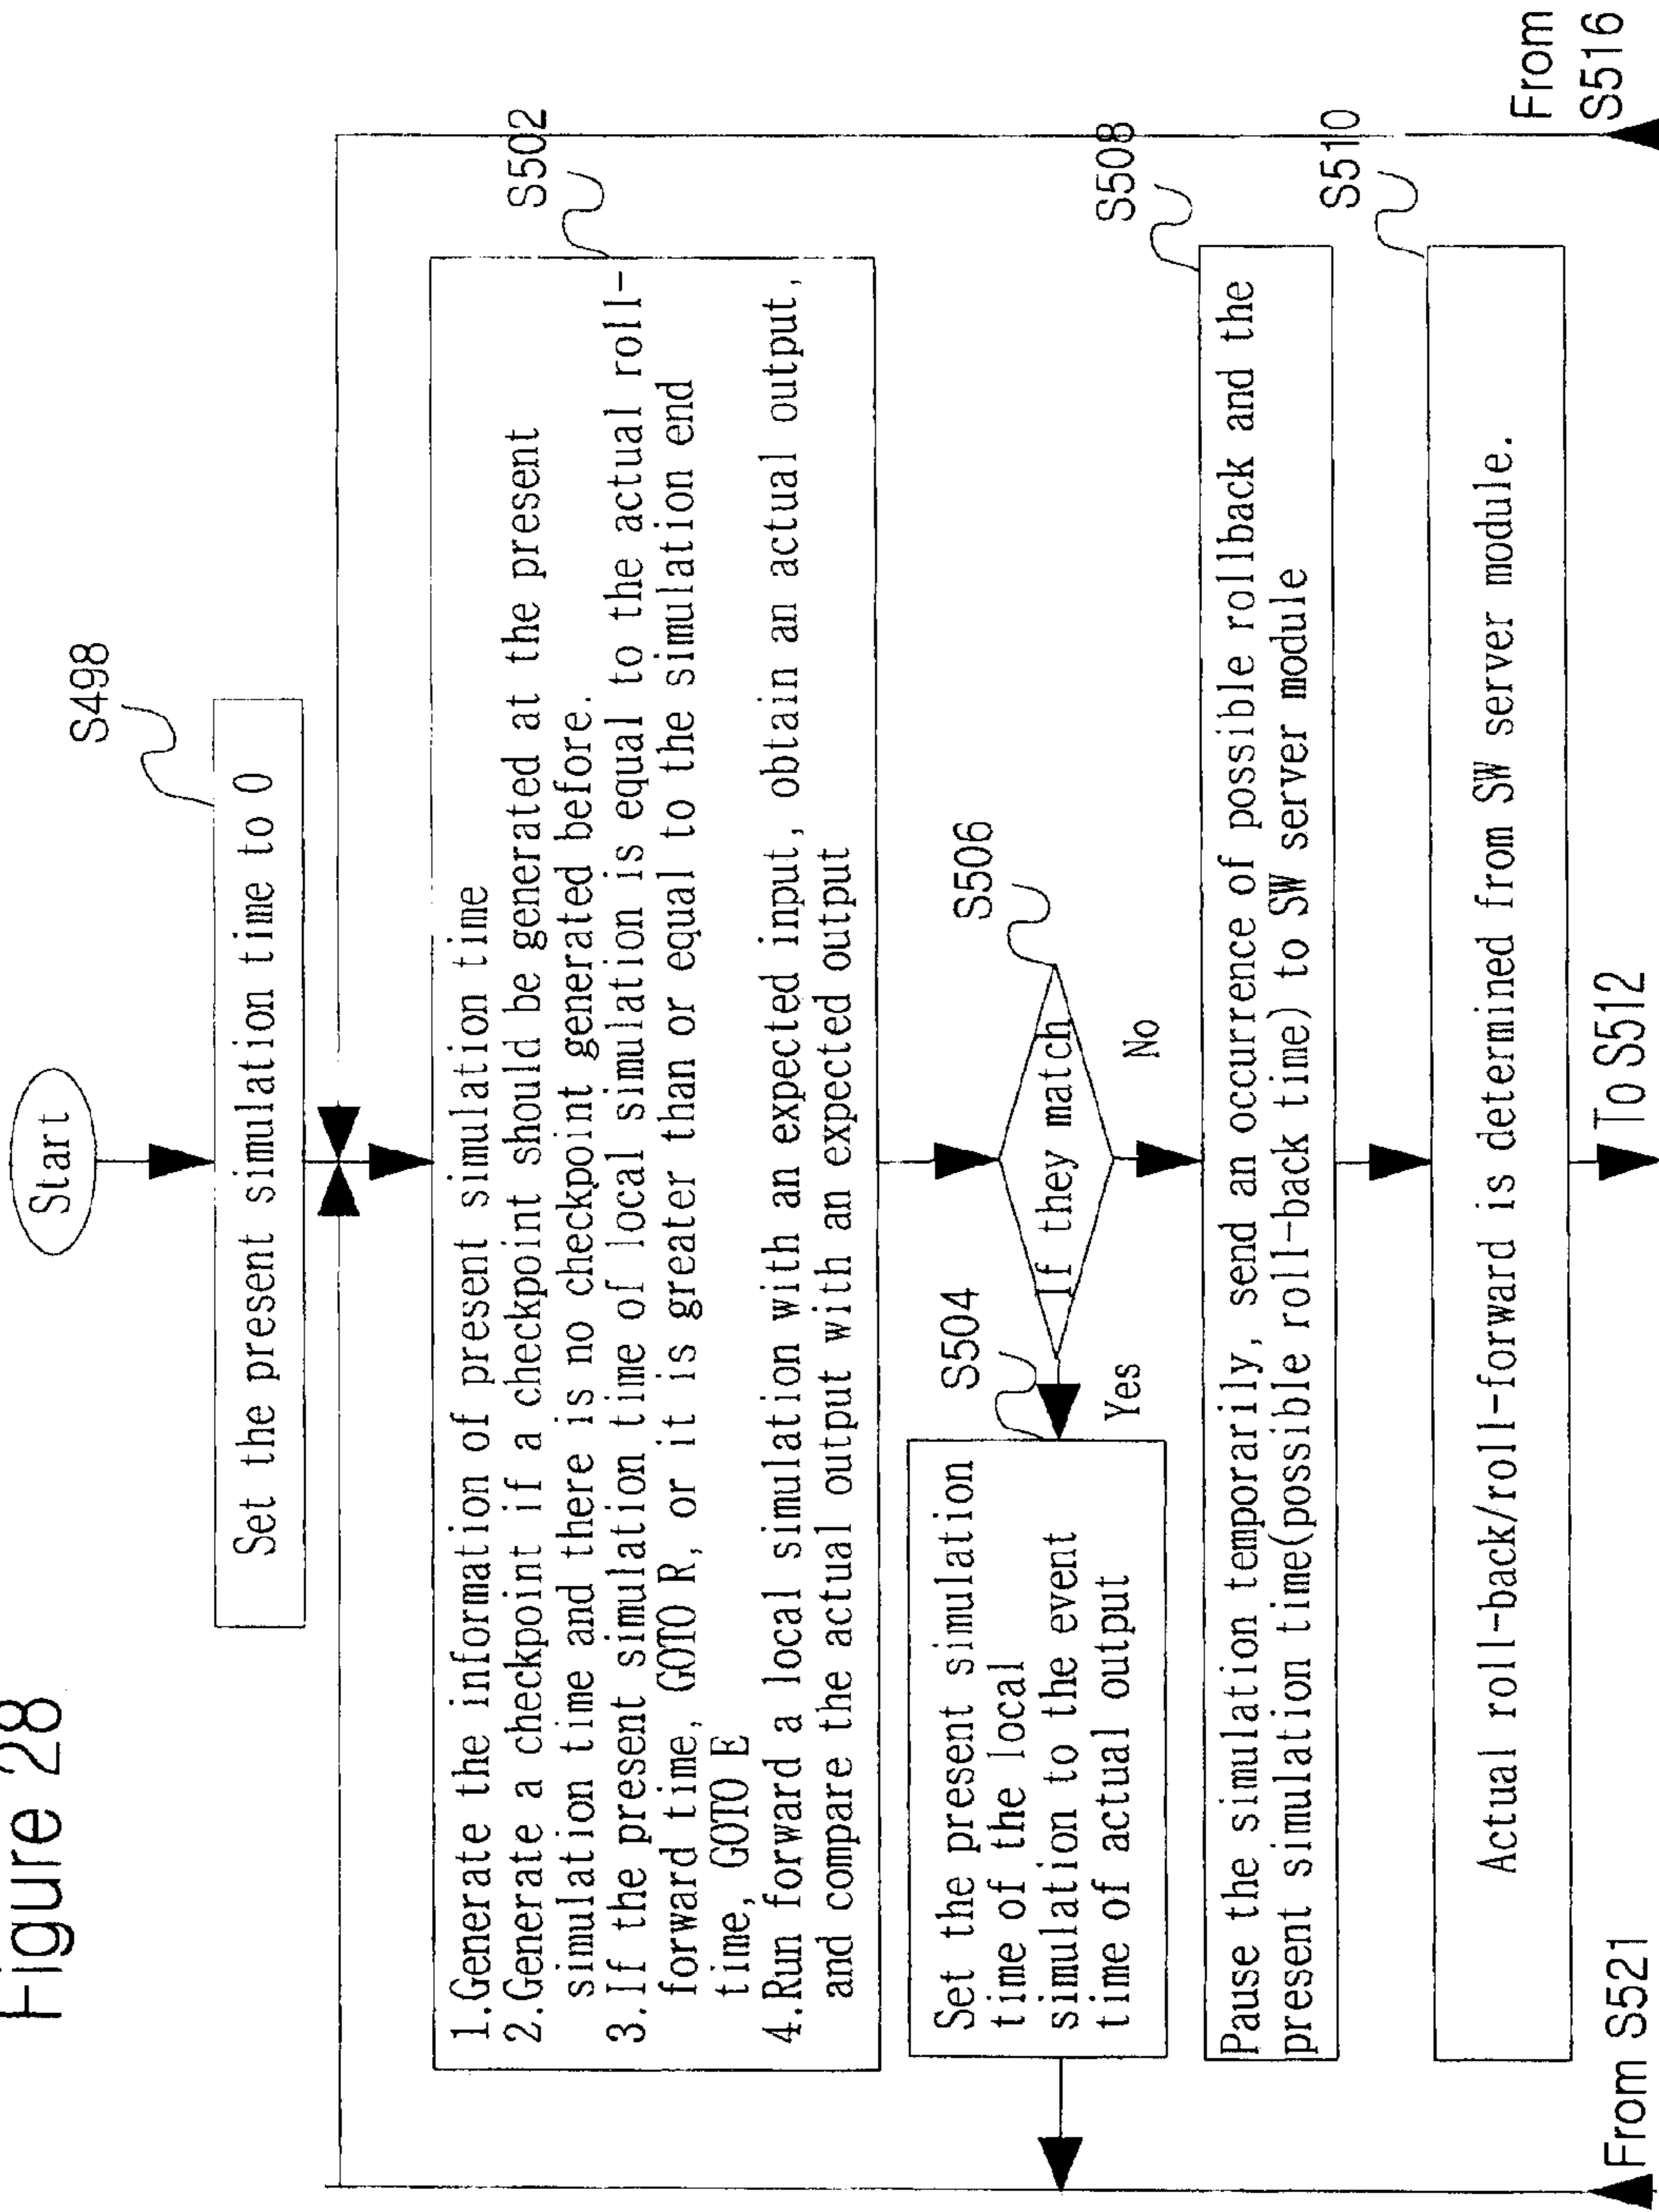 Figure 28
Start
S498
Set the present simulation time to 0
S502
1.Generate the information of present simulation time
2.Generate a checkpoint if a checkpoint should be generated at the present
simulation time and there is no checkpoint generated before.
3.If the present simulation time of local simulation is equal to the actual roll-
forward time, GOTO R, or it is greater than or equal to the simulation end
time, GOTO E
4.Run forward a local simulation with an expected input, obtain an actual output,
and compare the actual output with an expected output
S504
S506
If they match
Yes
No
Set the present simulation
time of the local
simulation to the event
time of actual output
S508
Pause the simulation temporarily, send an occurrence of possible rollback and the
present simulation time(possible roll-back time) to SW server module
S510
Actual roll-back/roll-forward is determined from SW server module.
From S521
To S512
From
S516